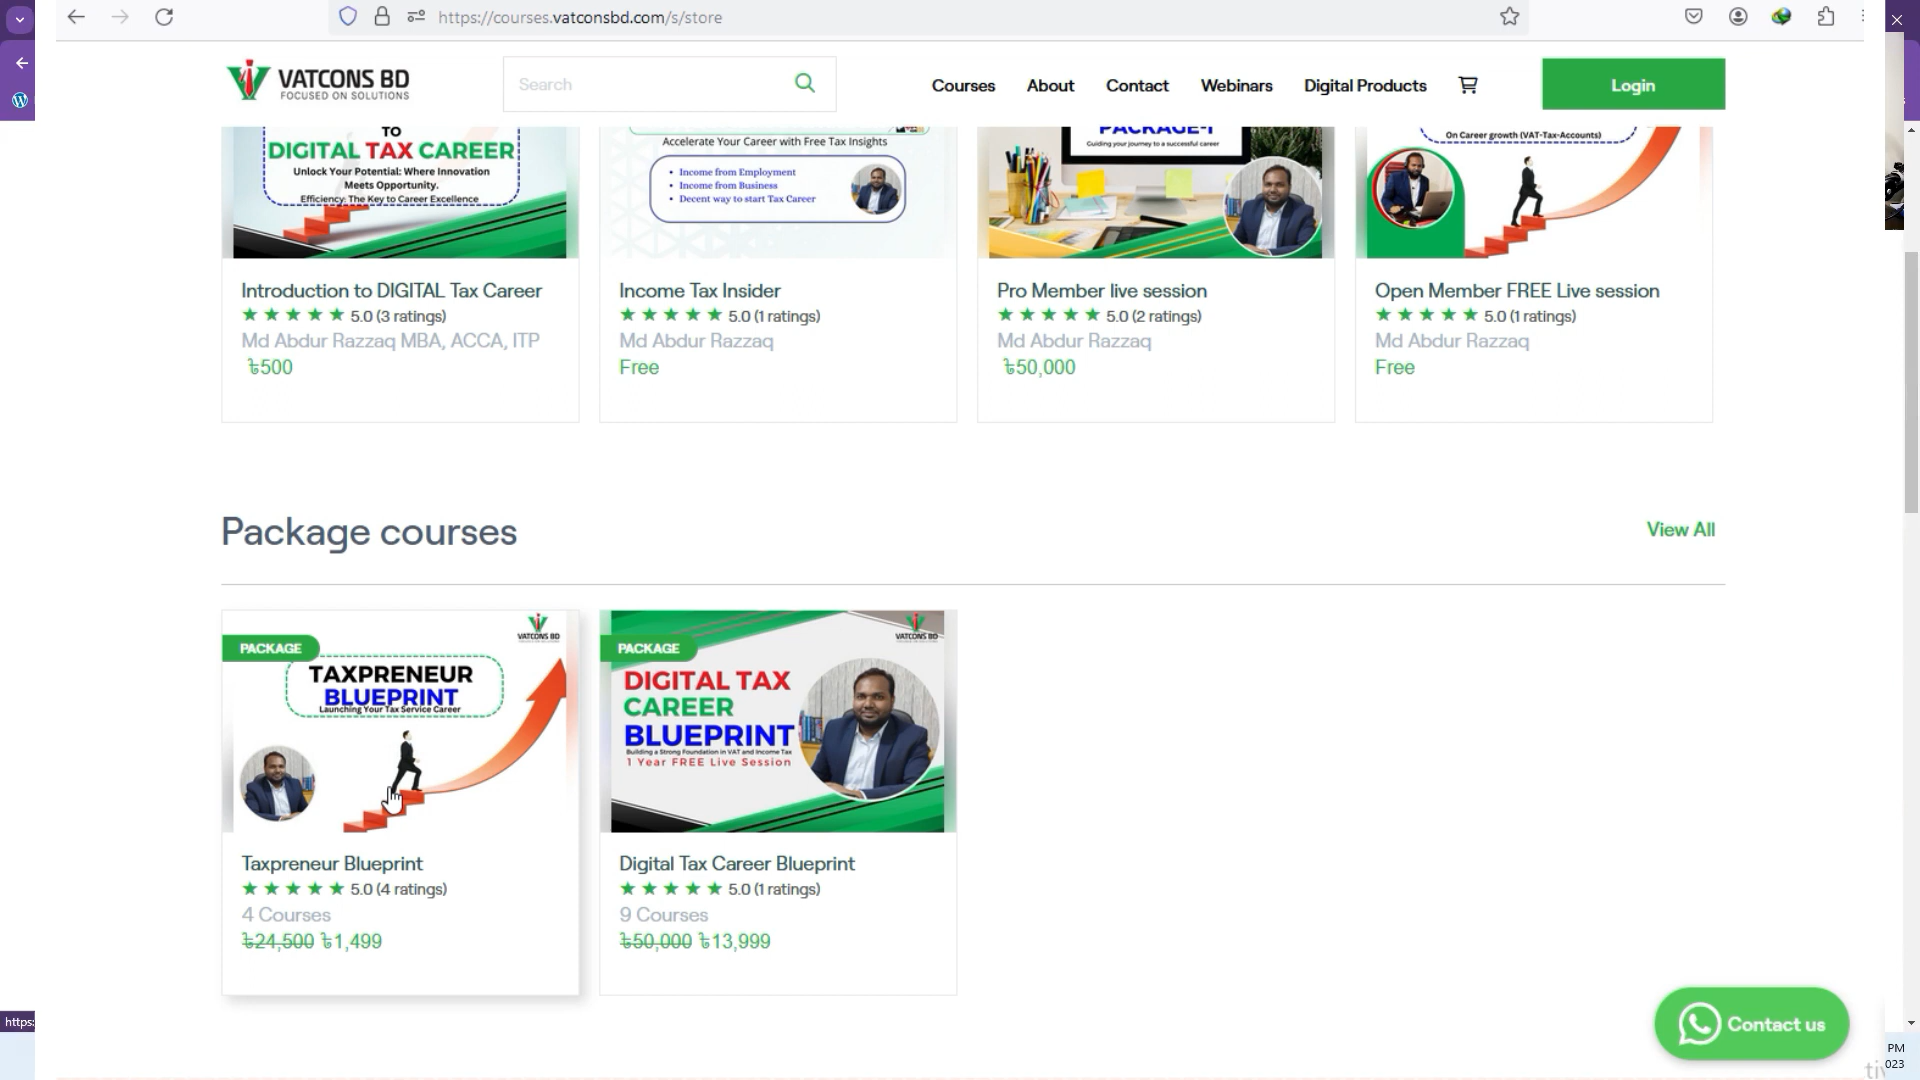 https://courses.vatconsbd.com/s/store
VATCONS BD
FOCUSED ON SOLUTIONS
Search
Courses
About
Contact
Webinars
Digital Products
Login
TO
DIGITAL TAX CAREER
Unlock Your Potential: Where Innovation
Meets Opportunity.
Efficiency: The Key to Career Excellence
Accelerate Your Career with Free Tax Insights
• Income from Employment
• Income from Business
• Decent way to start Tax Career
PACKAGE-1
Guiding your journey to a successful career
On Career growth (VAT-Tax-Accounts)
Introduction to DIGITAL Tax Career
5.0 (3 ratings)
Md Abdur Razzaq MBA, ACCA, ITP
৳500
Income Tax Insider
5.0 (1 ratings)
Md Abdur Razzaq
Free
Pro Member live session
5.0 (2 ratings)
Md Abdur Razzaq
৳50,000
Open Member FREE Live session
5.0 (1 ratings)
Md Abdur Razzaq
Free
Package courses
View All
PACKAGE
VATCONS BD
TAXPRENEUR
BLUEPRINT
Launching Your Tax Service Career
PACKAGE
VATCONS BD
DIGITAL TAX
CAREER
BLUEPRINT
Building a Strong Foundation in VAT and Income Tax
1 Year FREE Live Session
Taxpreneur Blueprint
5.0 (4 ratings)
4 Courses
৳24,500 ৳1,499
Digital Tax Career Blueprint
5.0 (1 ratings)
9 Courses
৳50,000 ৳13,999
Contact us
https:
PM
023